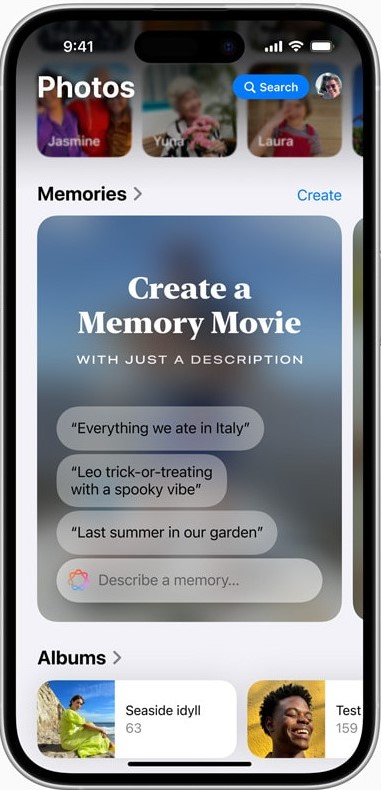 9:41
Photos
Search
Jasmine
Yuna
Laura
Memories
Create
Create a
Memory Movie
WITH JUST A DESCRIPTION
“Everything we ate in Italy”
“Leo trick-or-treating
with a spooky vibe”
“Last summer in our garden”
Describe a memory...
Albums
Seaside idyll
63
Test
159